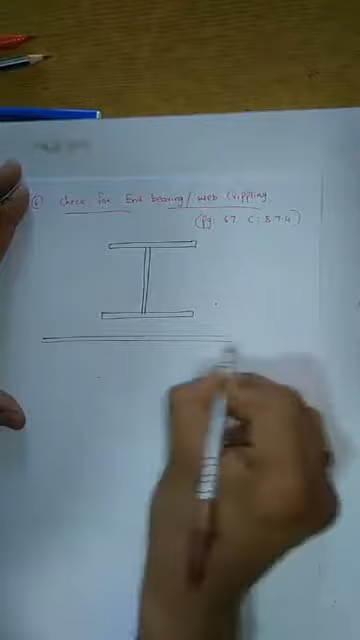 ⑥ Check for End bearing / web Crippling
(Pg: 67 C: 8.7.4)